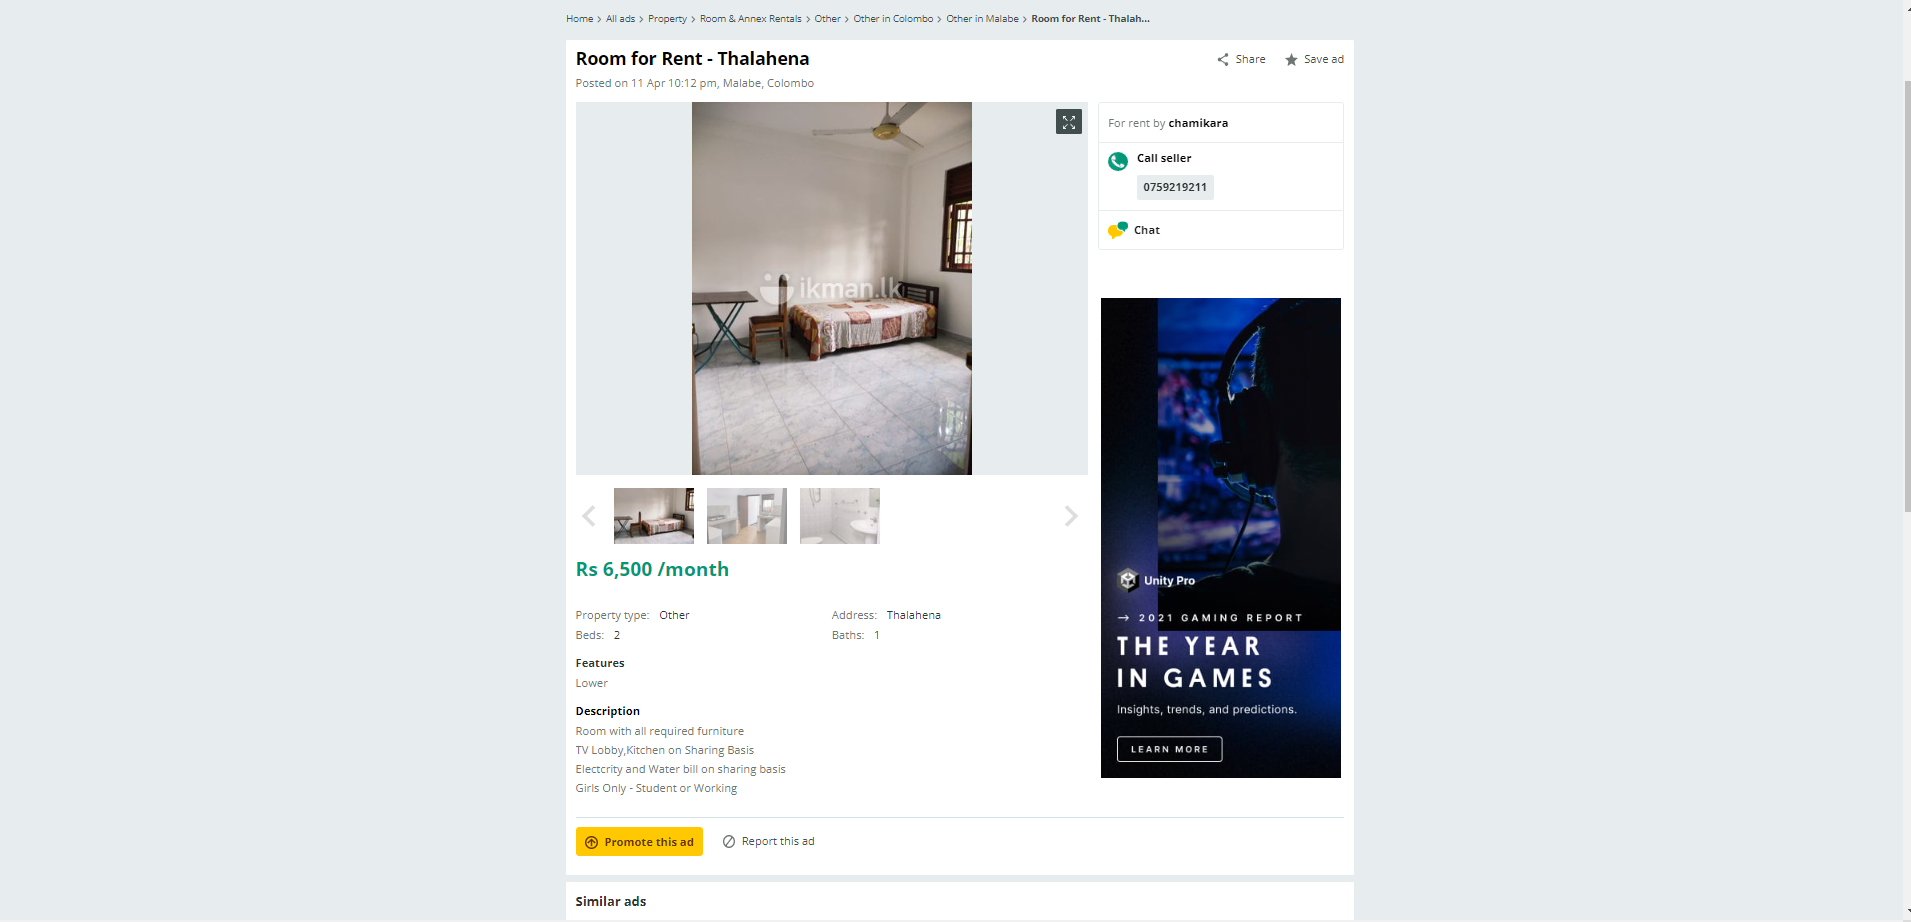 Home > All ads > Property > Room & Annex Rentals > Other > Other in Colombo > Other in Malabe > Room for Rent - Thalah...
Room for Rent - Thalahena
Share
Save ad
Posted on 11 Apr 10:12 pm, Malabe, Colombo
For rent by chamikara
Call seller
0759219211
Chat
ikman.lk
Rs 6,500 /month
Property type: Other
Address: Thalahena
Beds: 2
Baths: 1
Features
Lower
Description
Room with all required furniture
TV Lobby,Kitchen on Sharing Basis
Electcrity and Water bill on sharing basis
Girls Only - Student or Working
Unity Pro
→ 2021 GAMING REPORT
THE YEAR
IN GAMES
Insights, trends, and predictions.
LEARN MORE
Promote this ad
Report this ad
Similar ads